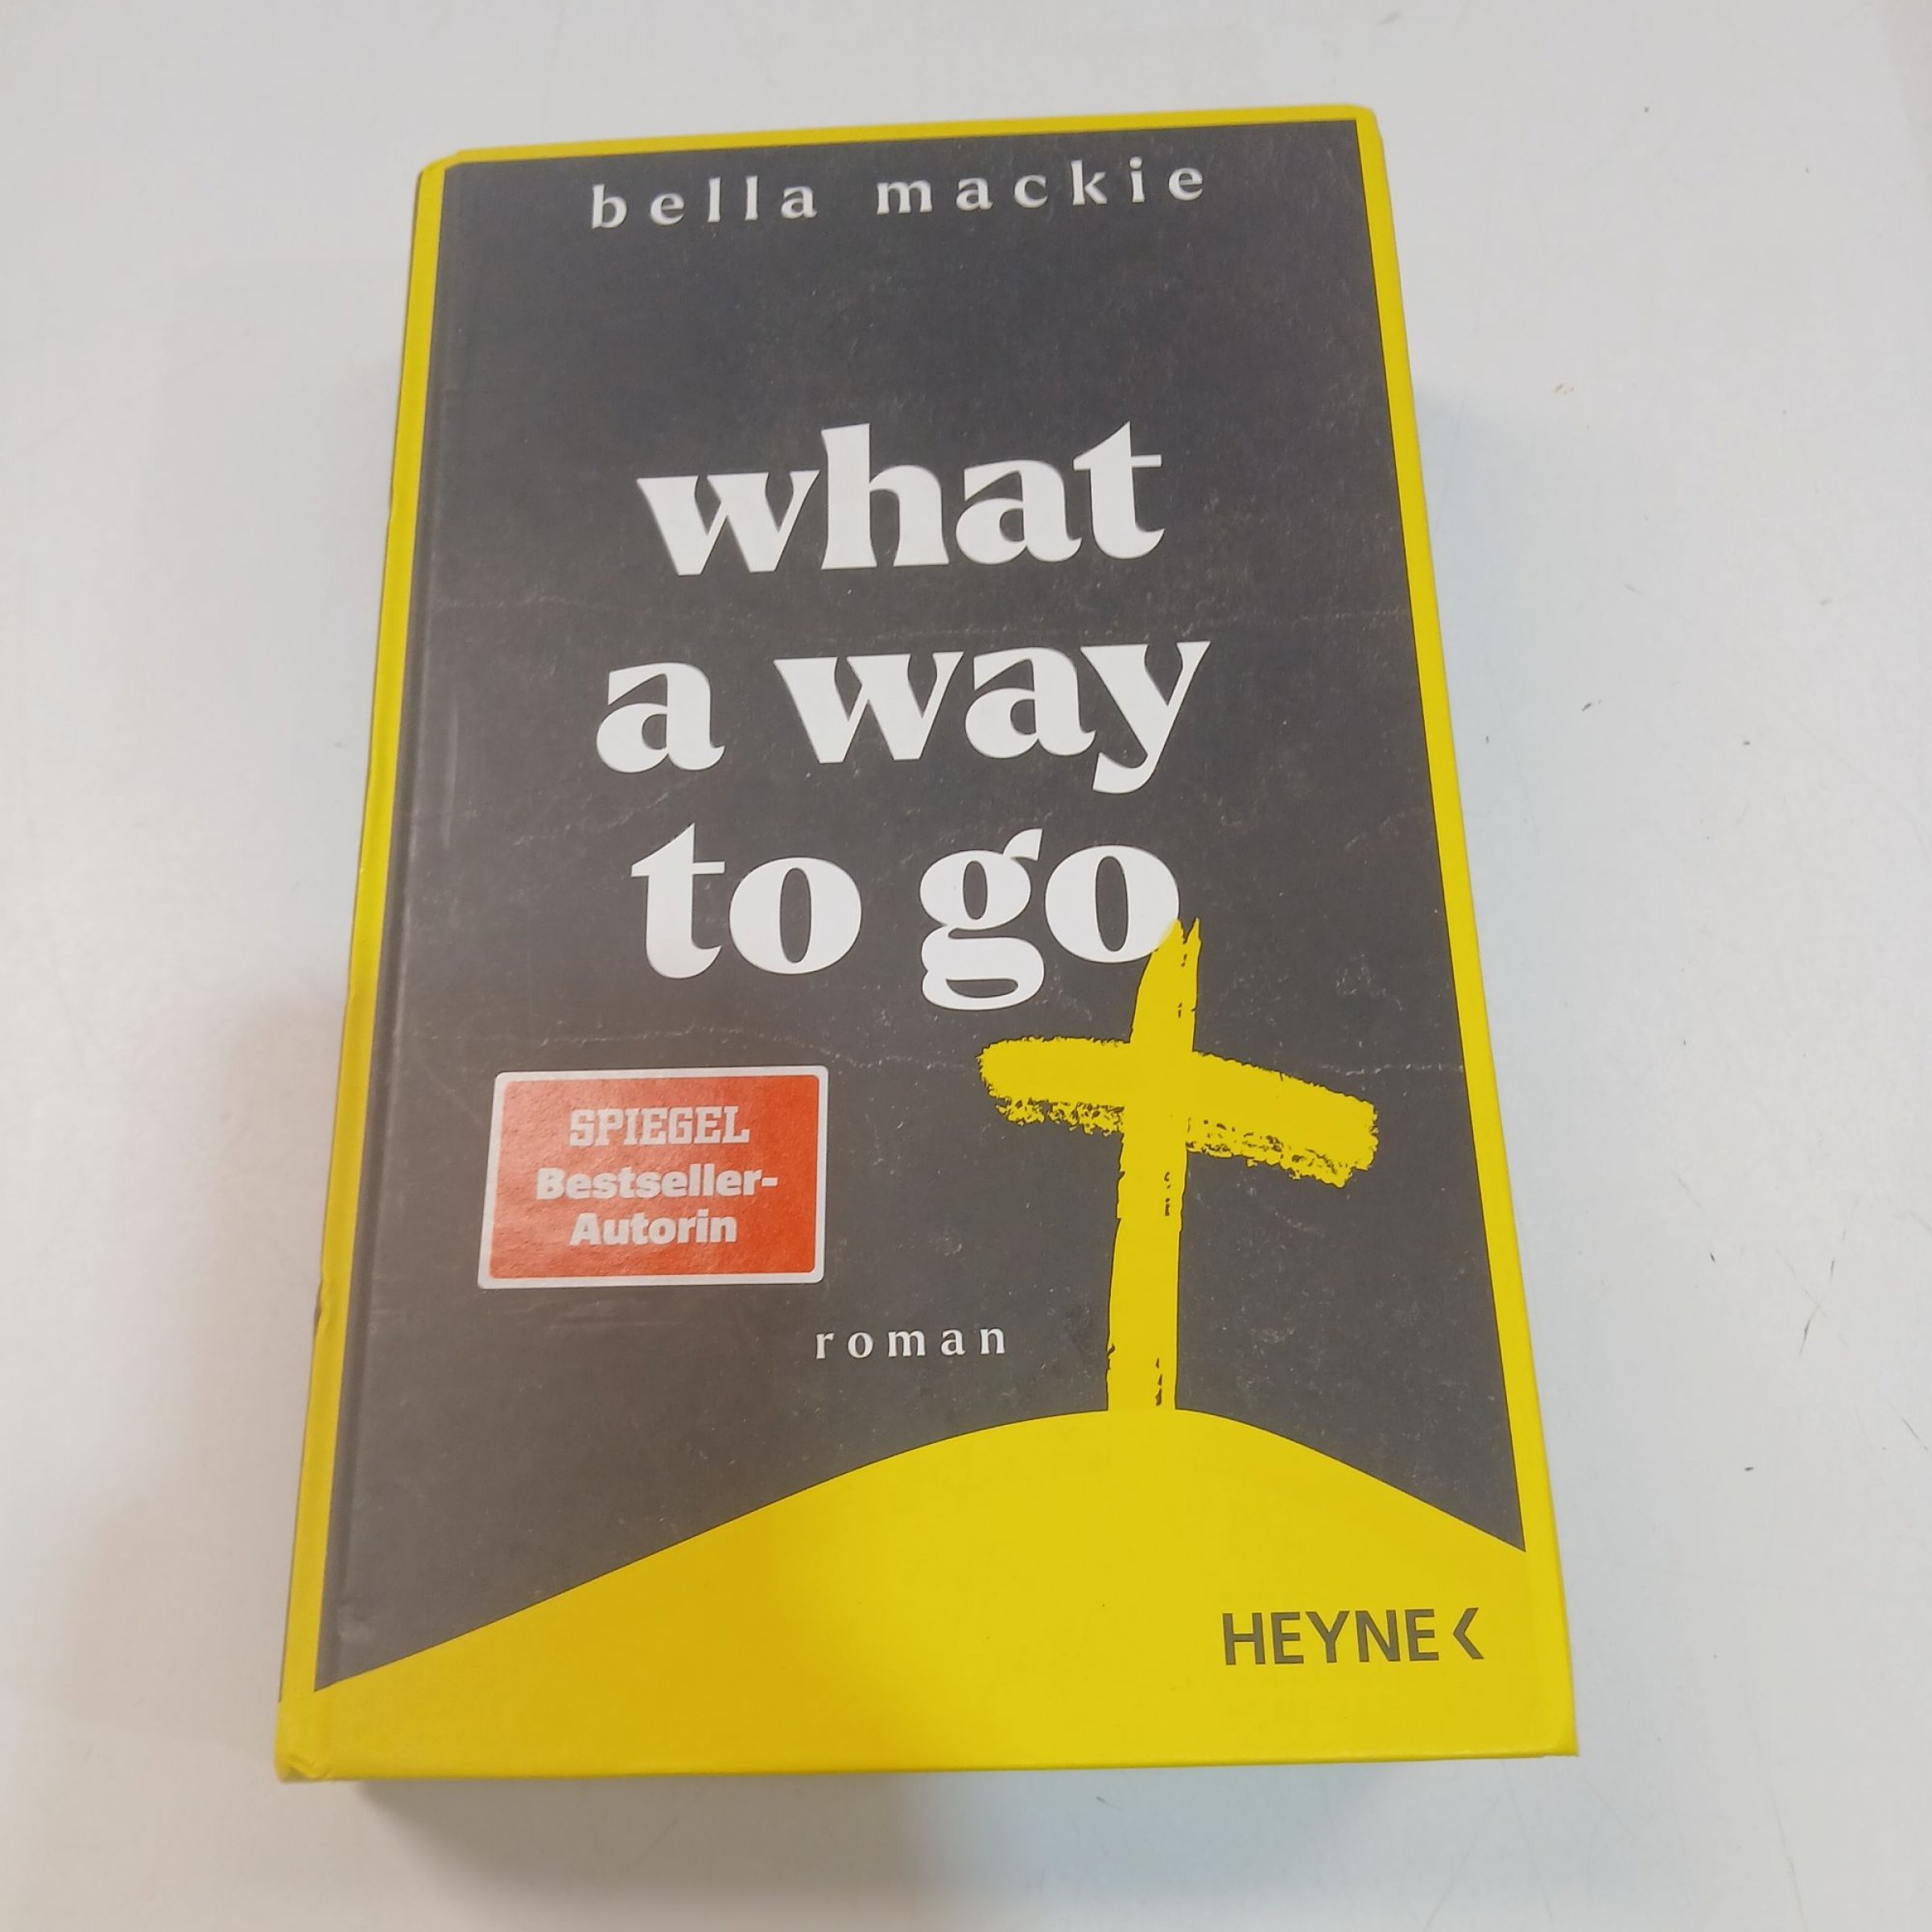 bella mackie
what
a way
to go
SPIEGEL
Bestseller-
Autorin
roman
HEYNE<